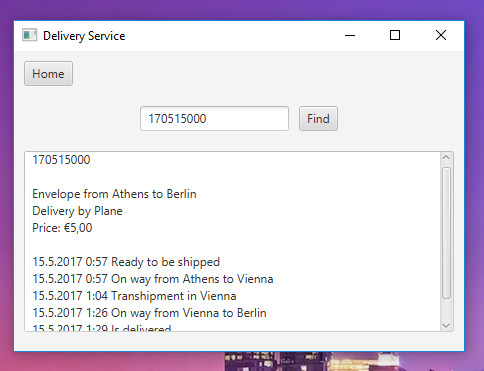 Delivery Service
Home
170515000
Find
170515000
Envelope from Athens to Berlin
Delivery by Plane
Price: €5,00
15.5.2017 0:57 Ready to be shipped
15.5.2017 0:57 On way from Athens to Vienna
15.5.2017 1:04 Transhipment in Vienna
15.5.2017 1:26 On way from Vienna to Berlin
15.5.2017 1:29 Is delivered